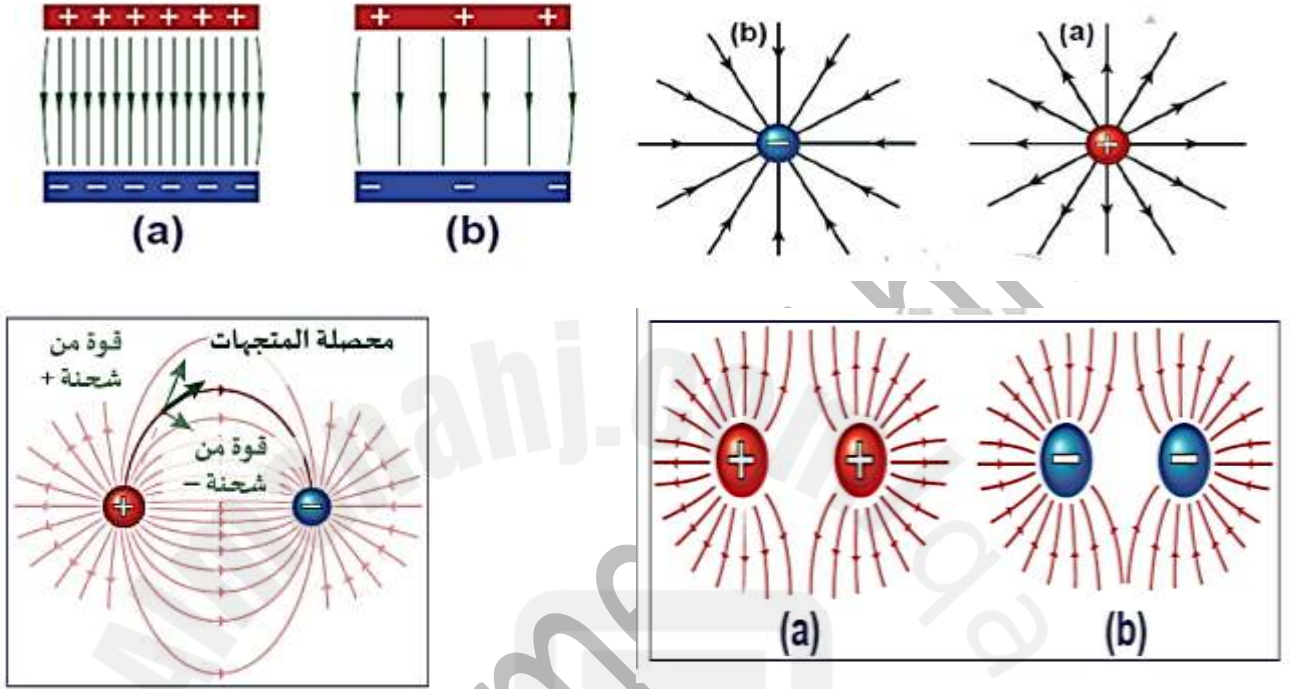 + + + + + +
− − − − − −
(a)
+ + +
− − −
(b)
(b)
−
(a)
+
محصلة المتجهات
قوة من
شحنة +
قوة من
شحنة −
+
−
+ +
(a)
− −
(b)